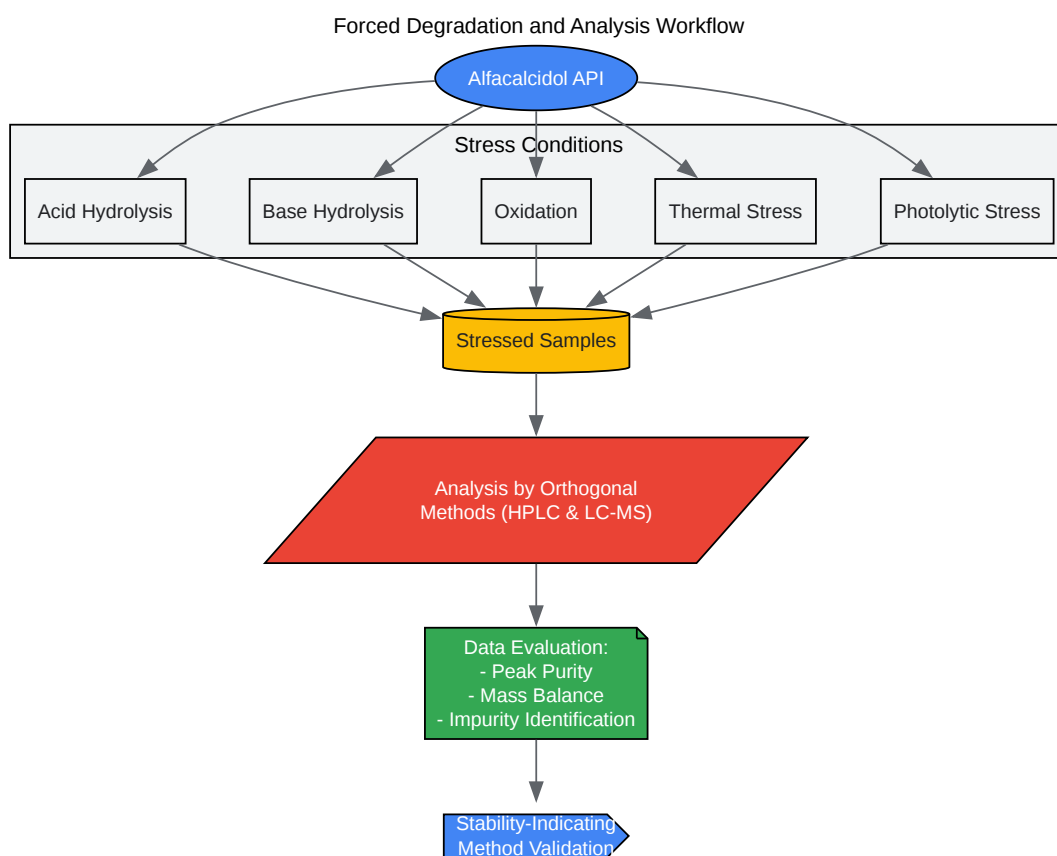 Forced Degradation and Analysis Workflow
Alfacalcidol API
Stress Conditions
Acid Hydrolysis
Base Hydrolysis
Oxidation
Thermal Stress
Photolytic Stress
Stressed Samples
Analysis by Orthogonal
Methods (HPLC & LC-MS)
Data Evaluation:
- Peak Purity
- Mass Balance
- Impurity Identification
Stability-Indicating
Method Validation